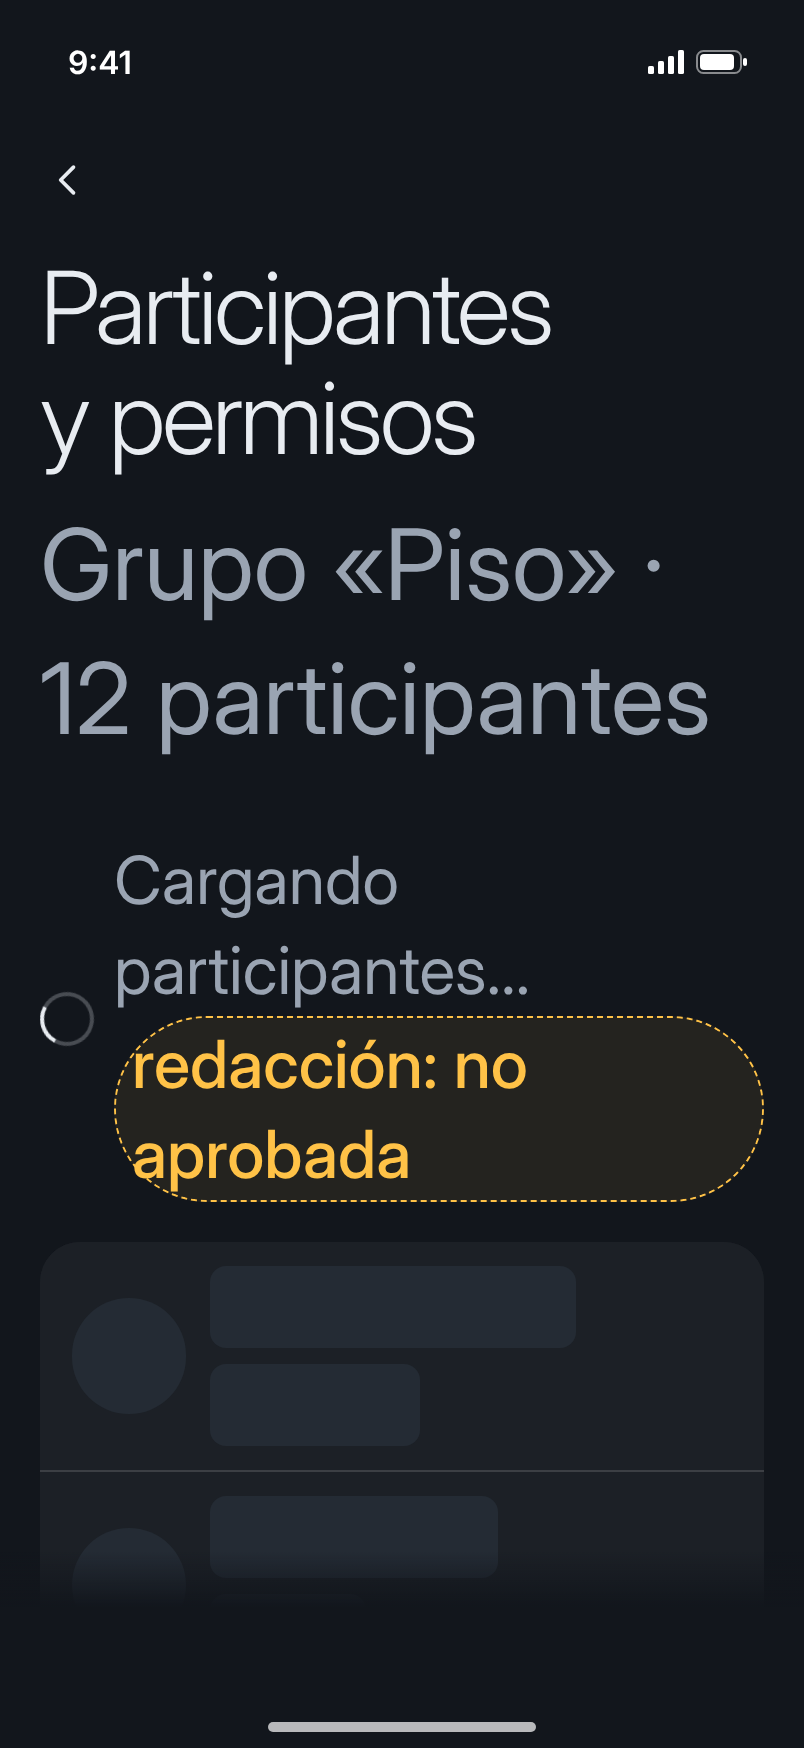 9:41
Participantes
y permisos
Grupo «Piso» ·
12 participantes
Cargando
participantes...
redacción: no
aprobada